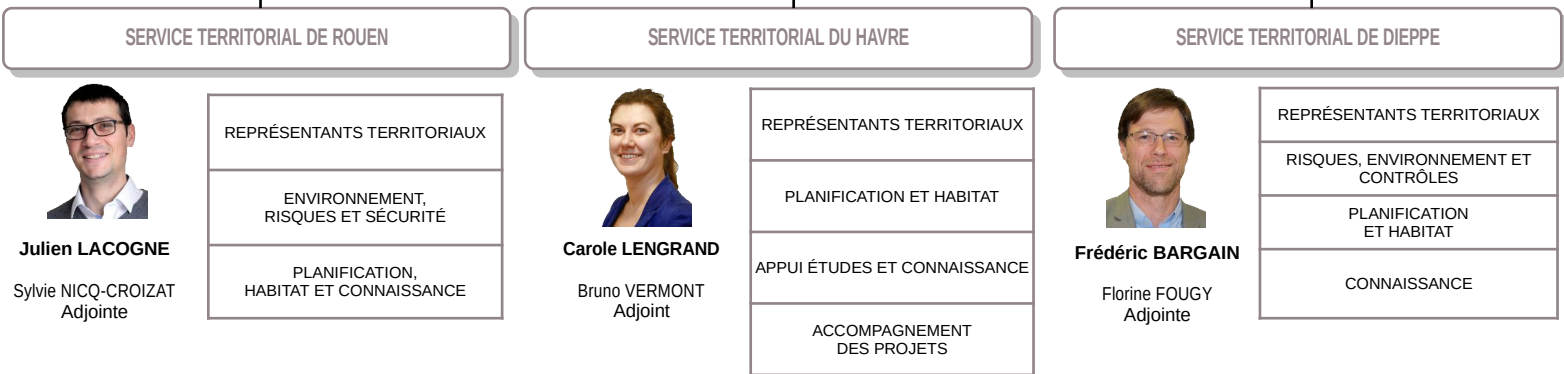 SERVICE TERRITORIAL DE ROUEN
Julien LACOGNE
Sylvie NICQ-CROIZAT
Adjointe
REPRÉSENTANTS TERRITORIAUX
ENVIRONNEMENT,
RISQUES ET SÉCURITÉ
PLANIFICATION,
HABITAT ET CONNAISSANCE
SERVICE TERRITORIAL DU HAVRE
Carole LENGRAND
Bruno VERMONT
Adjoint
REPRÉSENTANTS TERRITORIAUX
PLANIFICATION ET HABITAT
APPUI ÉTUDES ET CONNAISSANCE
ACCOMPAGNEMENT
DES PROJETS
SERVICE TERRITORIAL DE DIEPPE
Frédéric BARGAIN
Florine FOUGY
Adjointe
REPRÉSENTANTS TERRITORIAUX
RISQUES, ENVIRONNEMENT ET
CONTRÔLES
PLANIFICATION
ET HABITAT
CONNAISSANCE